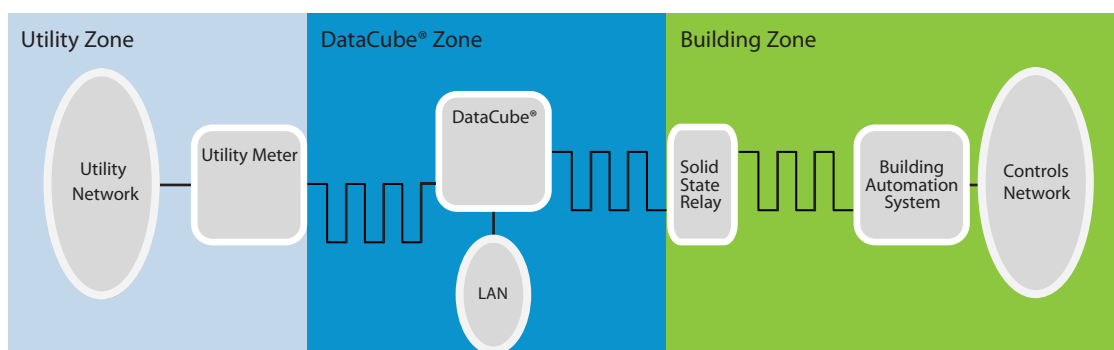 Utility Zone
DataCube® Zone
Building Zone
Utility
Network
Utility Meter
DataCube®
LAN
Solid
State
Relay
Building
Automation
System
Controls
Network